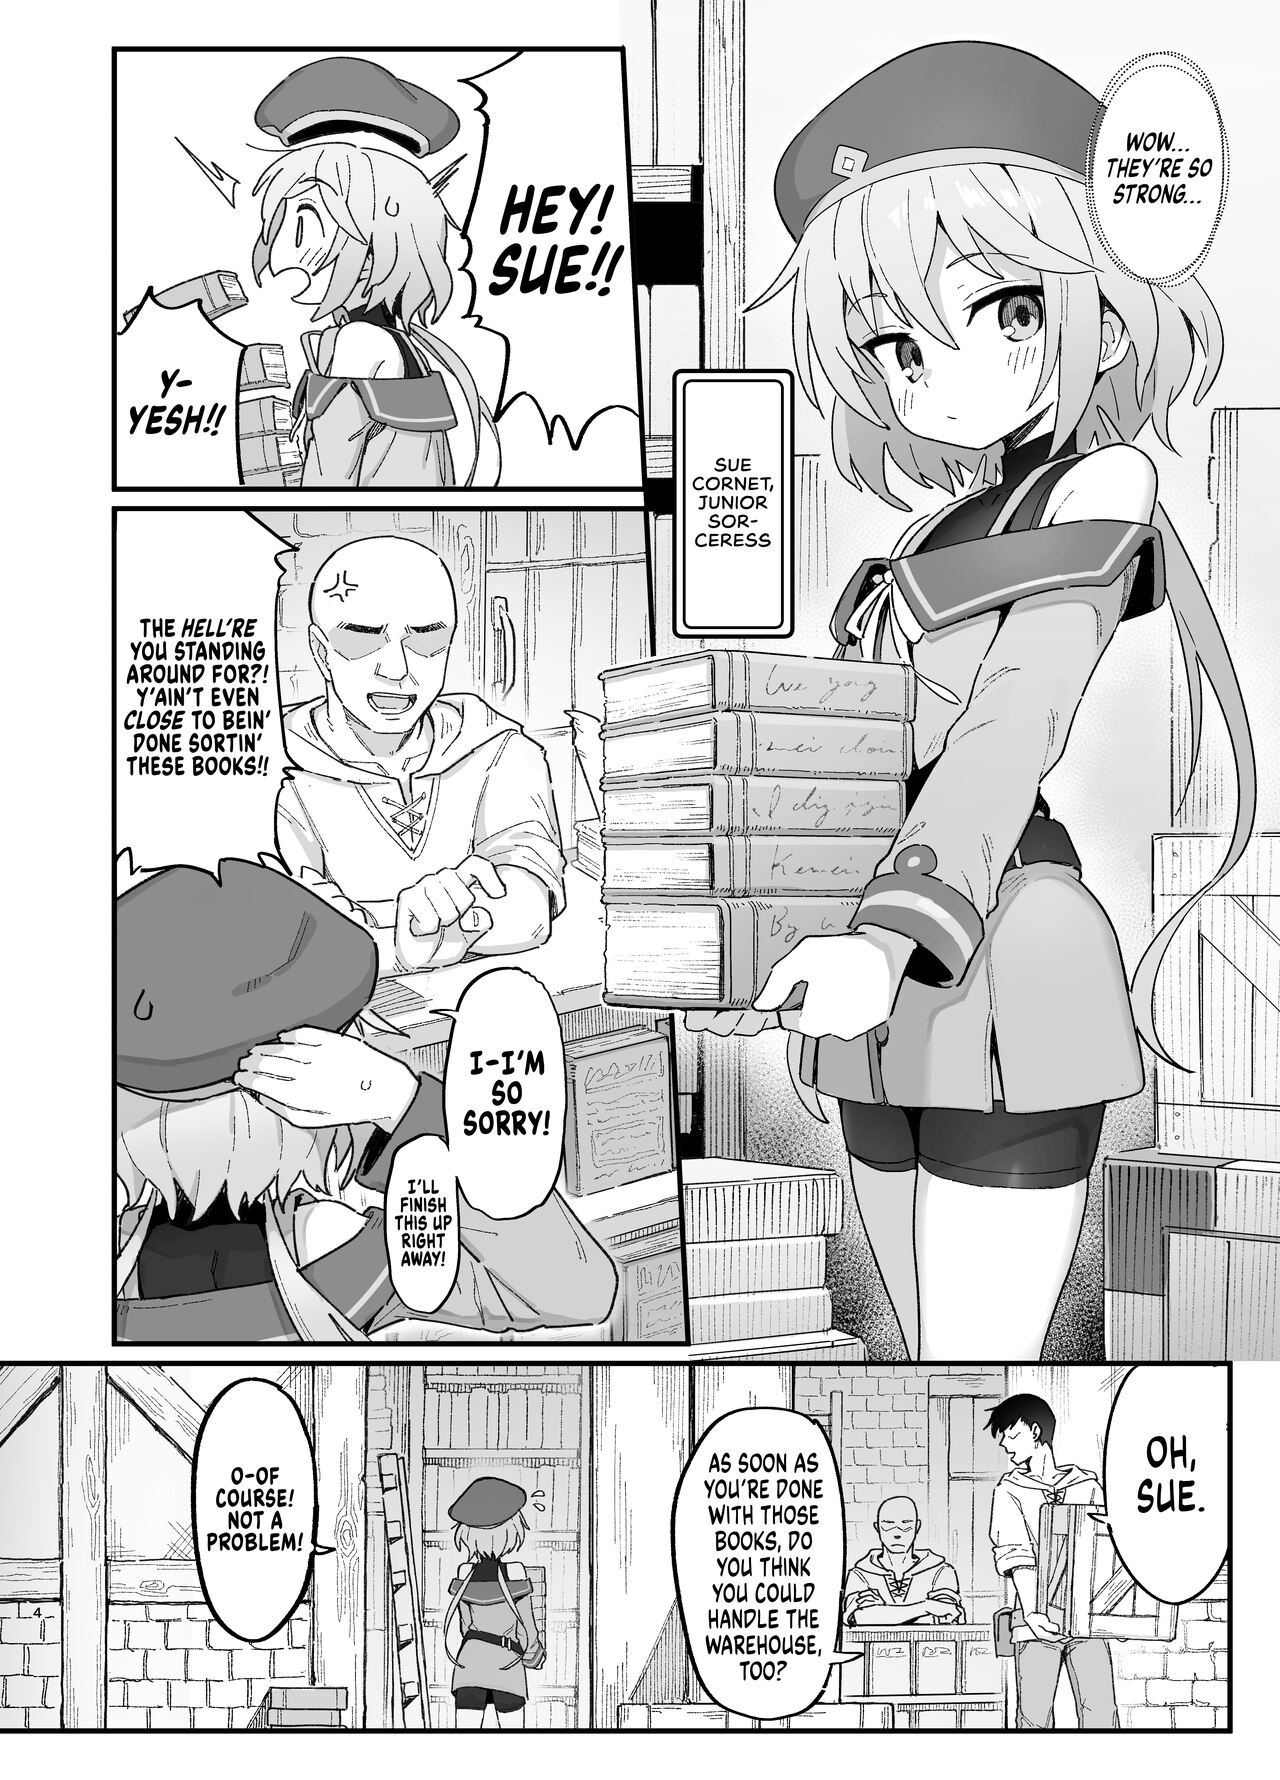 WOW...
THEY'RE SO
STRONG...
SUE
CORNET,
JUNIOR
SOR-
CERESS
HEY!
SUE!!
Y-
YESH!!
THE HELL'RE
YOU STANDING
AROUND FOR?!
Y'AIN'T EVEN
CLOSE TO BEIN'
DONE SORTIN'
THESE BOOKS!!
I-I'M
SO
SORRY!
I'LL
FINISH
THIS UP
RIGHT
AWAY!
OH,
SUE.
AS SOON AS
YOU'RE DONE
WITH THOSE
BOOKS, DO
YOU THINK
YOU COULD
HANDLE THE
WAREHOUSE,
TOO?
O-OF
COURSE!
NOT A
PROBLEM!
4